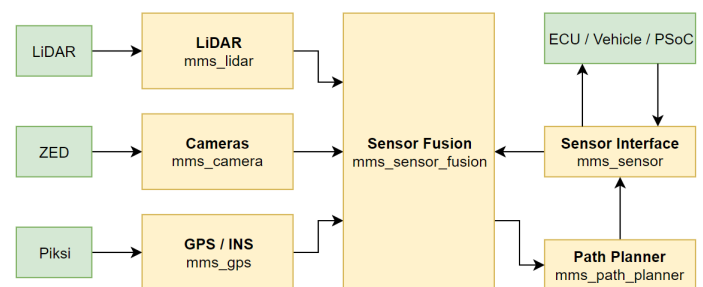 LiDAR
LiDAR
mms_lidar
ECU / Vehicle / PSoC
ZED
Cameras
mms_camera
Sensor Fusion
mms_sensor_fusion
Sensor Interface
mms_sensor
Piksi
GPS / INS
mms_gps
Path Planner
mms_path_planner